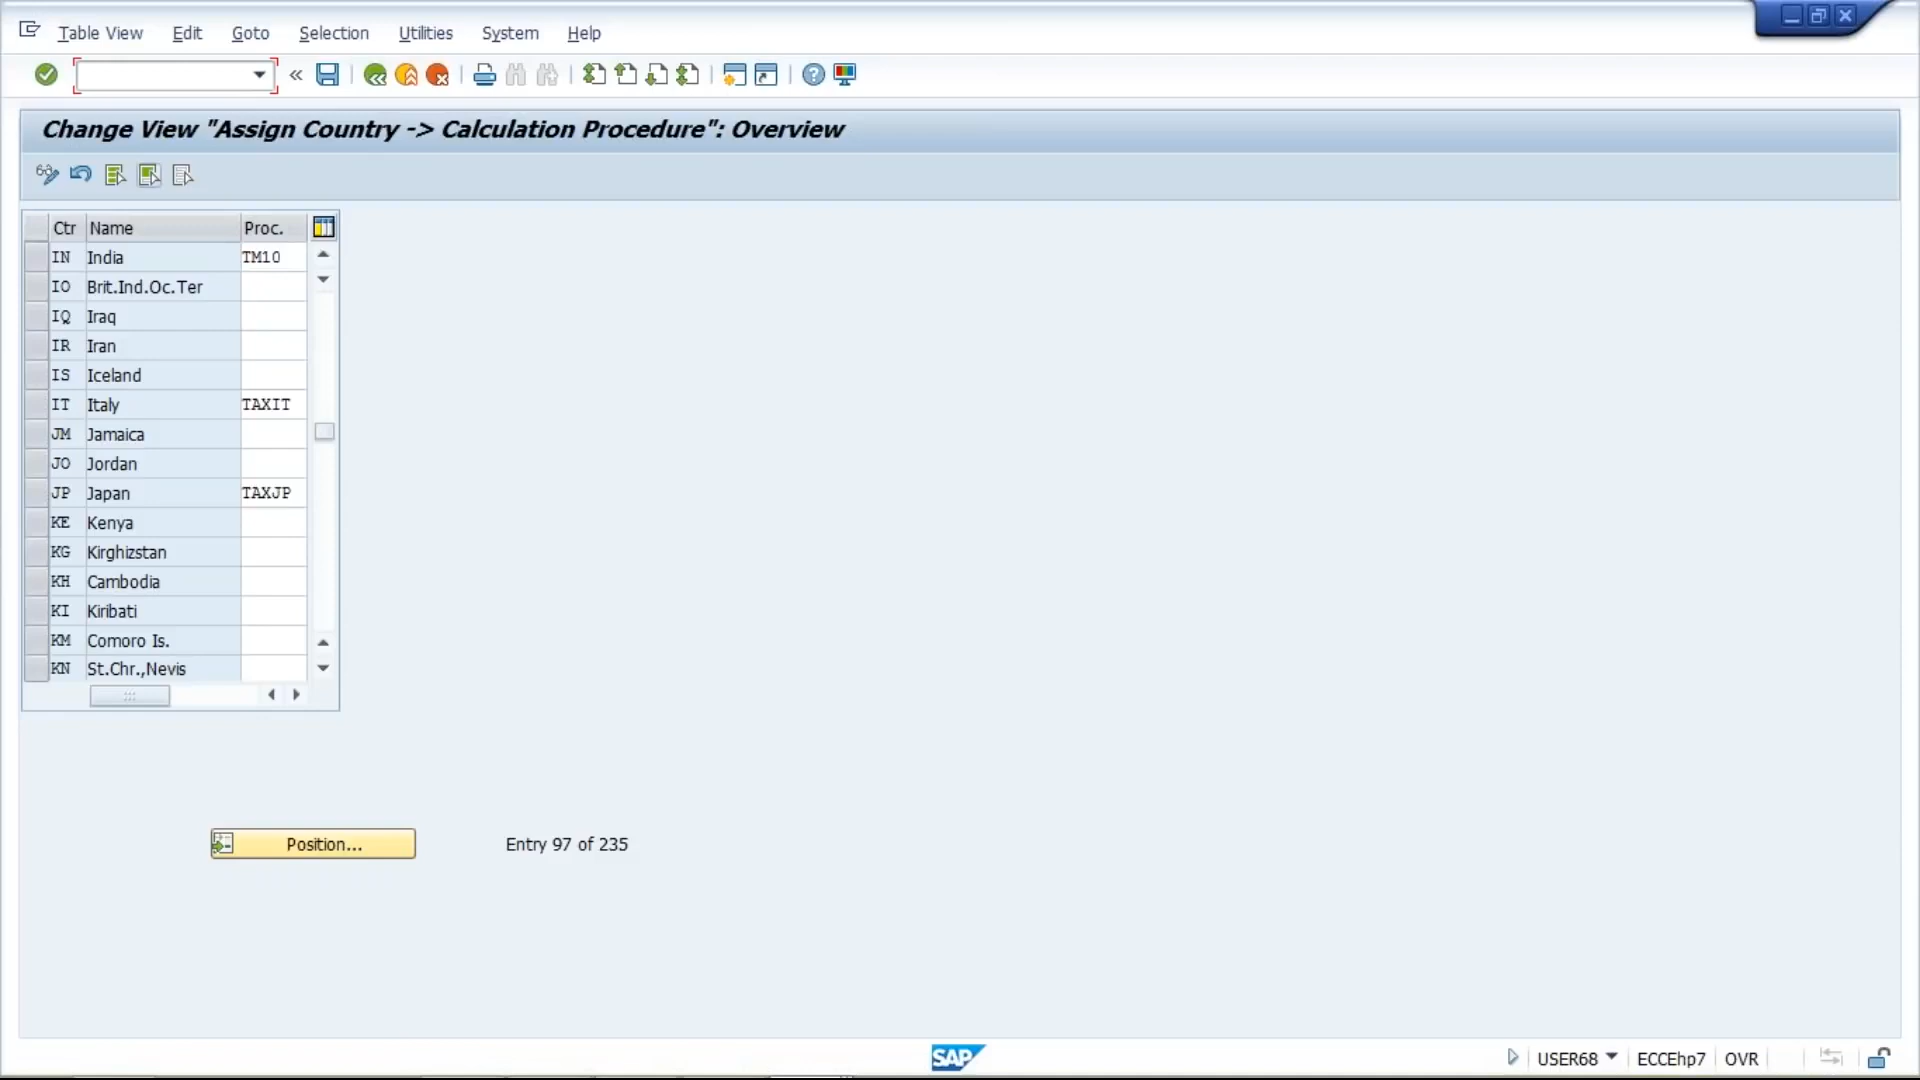 Table View Edit Goto Selection Utilities System Help
Change View "Assign Country -> Calculation Procedure": Overview
Ctr Name Proc.
IN India TM10
IO Brit.Ind.Oc.Ter
IQ Iraq
IR Iran
IS Iceland
IT Italy TAXIT
JM Jamaica
JO Jordan
JP Japan TAXJP
KE Kenya
KG Kirghizstan
KH Cambodia
KI Kiribati
KM Comoro Is.
KN St.Chr.,Nevis
Position... Entry 97 of 235
SAP USER68 ECCEhp7 OVR